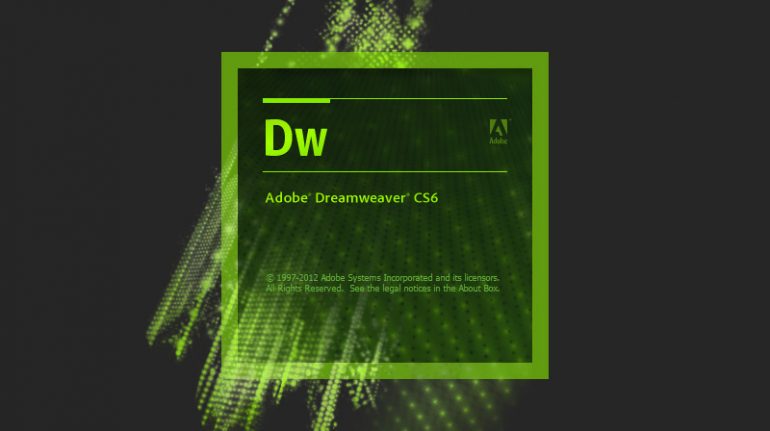 Dw
Adobe
Adobe® Dreamweaver® CS6
© 1997-2012 Adobe Systems Incorporated and its licensors.
All Rights Reserved. See the legal notices in the About Box.